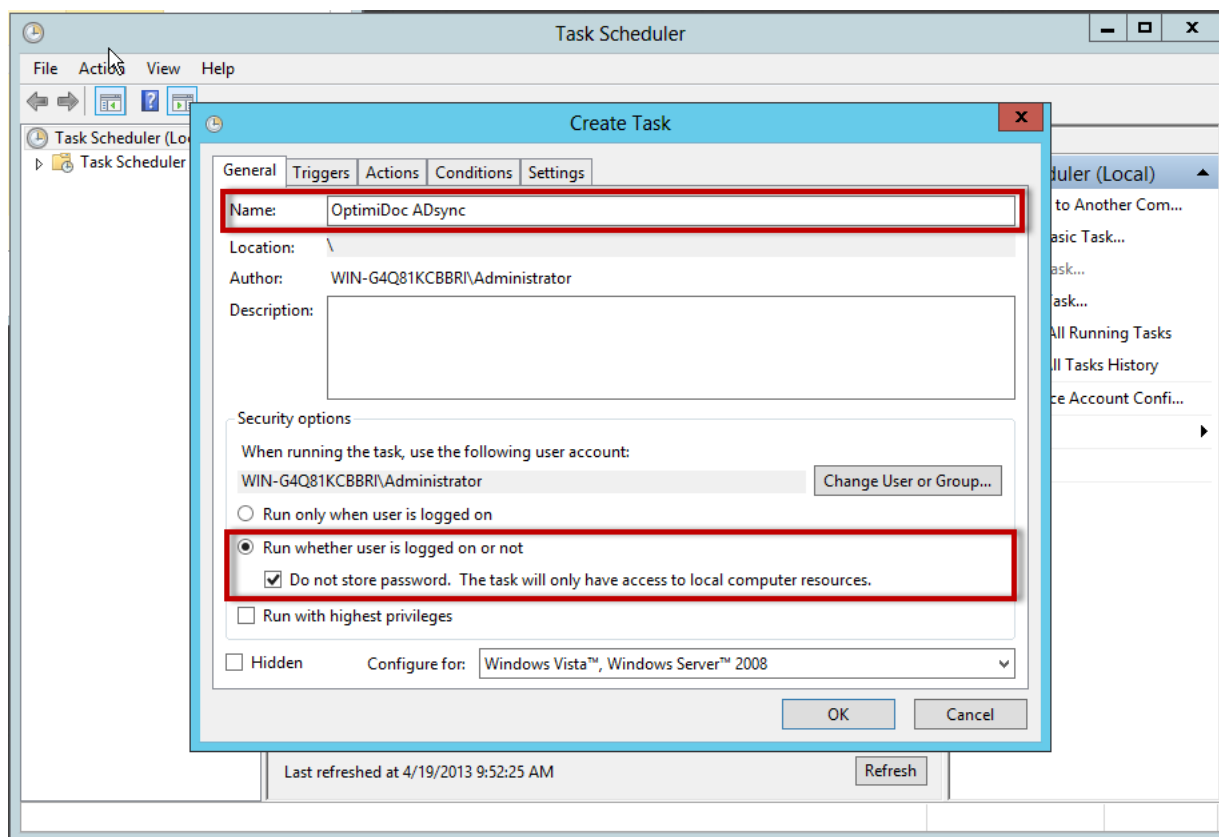 Task Scheduler
File Action View Help
Task Scheduler (Lo
Task Scheduler
Create Task
x
General Triggers Actions Conditions Settings
Name: OptimiDoc ADsync
Location: \
Author: WIN-G4Q81KCBBRI\Administrator
Description:
Security options
When running the task, use the following user account:
WIN-G4Q81KCBBRI\Administrator Change User or Group...
Run only when user is logged on
Run whether user is logged on or not
Do not store password. The task will only have access to local computer resources.
Run with highest privileges
Hidden Configure for: Windows Vista™, Windows Server™ 2008
OK Cancel
duler (Local)
to Another Com...
asic Task...
ask...
Task...
All Running Tasks
ll Tasks History
ce Account Confi...
Last refreshed at 4/19/2013 9:52:25 AM Refresh